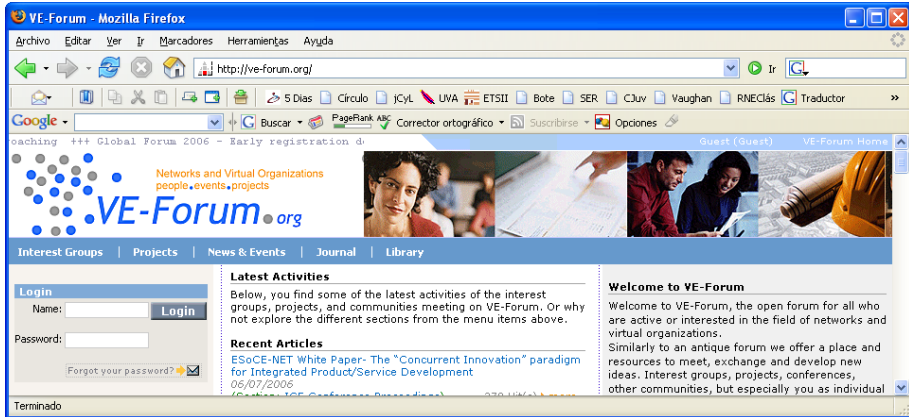 VE-Forum - Mozilla Firefox
Archivo Editar Ver Ir Marcadores Herramientas Ayuda
http://ve-forum.org/ Ir G
5 Dias Círculo jCyL UVA ETSII Bote SER CJuv Vaughan RNEClás Traductor »
Google Buscar PageRank ABC Corrector ortográfico Suscribirse Opciones
oaching +++ Global Forum 2006 - Early registration d
Guest (Guest) VE-Forum Home
Networks and Virtual Organizations
people.events.projects
VE-Forum.org
Interest Groups | Projects | News & Events | Journal | Library
Login
Name: Login
Password:
Forgot your password?
Latest Activities
Below, you find some of the latest activities of the interest
groups, projects, and communities meeting on VE-Forum. Or why
not explore the different sections from the menu items above.
Recent Articles
ESoCE-NET White Paper- The “Concurrent Innovation” paradigm
for Integrated Product/Service Development
06/07/2006
(Section: ICE Conference Proceedings) 270 Hit(s) more
Welcome to VE-Forum
Welcome to VE-Forum, the open forum for all who
are active or interested in the field of networks and
virtual organizations.
Similarly to an antique forum we offer a place and
resources to meet, exchange and develop new
ideas. Interest groups, projects, conferences,
other communities, but especially you as individual
Terminado